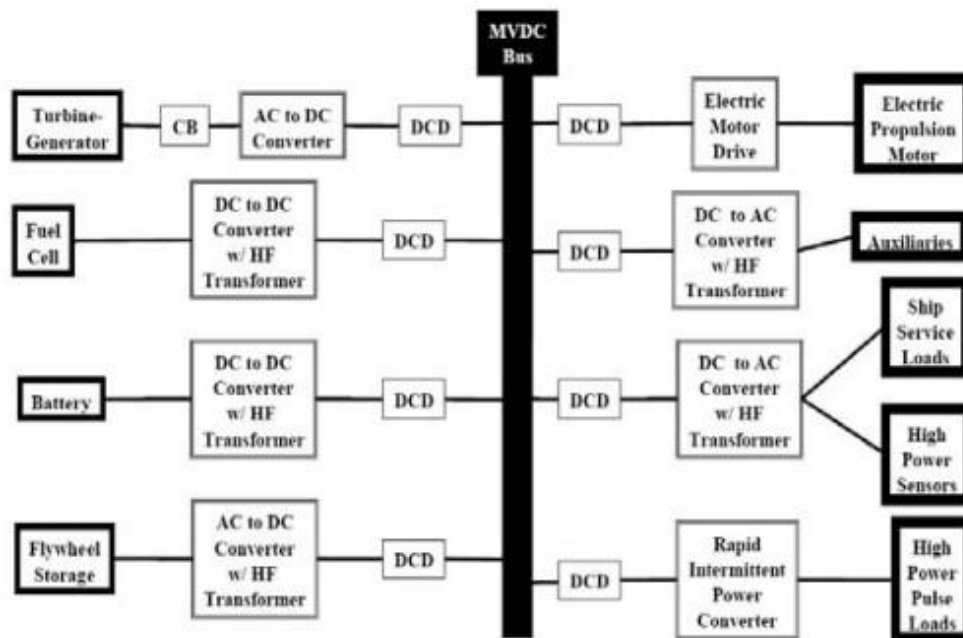 MVDC
Bus
Turbine-
Generator
CB
AC to DC
Converter
DCD
DCD
Electric
Motor
Drive
Electric
Propulsion
Motor
Fuel
Cell
DC to DC
Converter
w/ HF
Transformer
DCD
DCD
DC to AC
Converter
w/ HF
Transformer
Auxiliaries
Battery
DC to DC
Converter
w/ HF
Transformer
DCD
DCD
DC to AC
Converter
w/ HF
Transformer
Ship
Service
Loads
High
Power
Sensors
Flywheel
Storage
AC to DC
Converter
w/ HF
Transformer
DCD
DCD
Rapid
Intermittent
Power
Converter
High
Power
Pulse
Loads